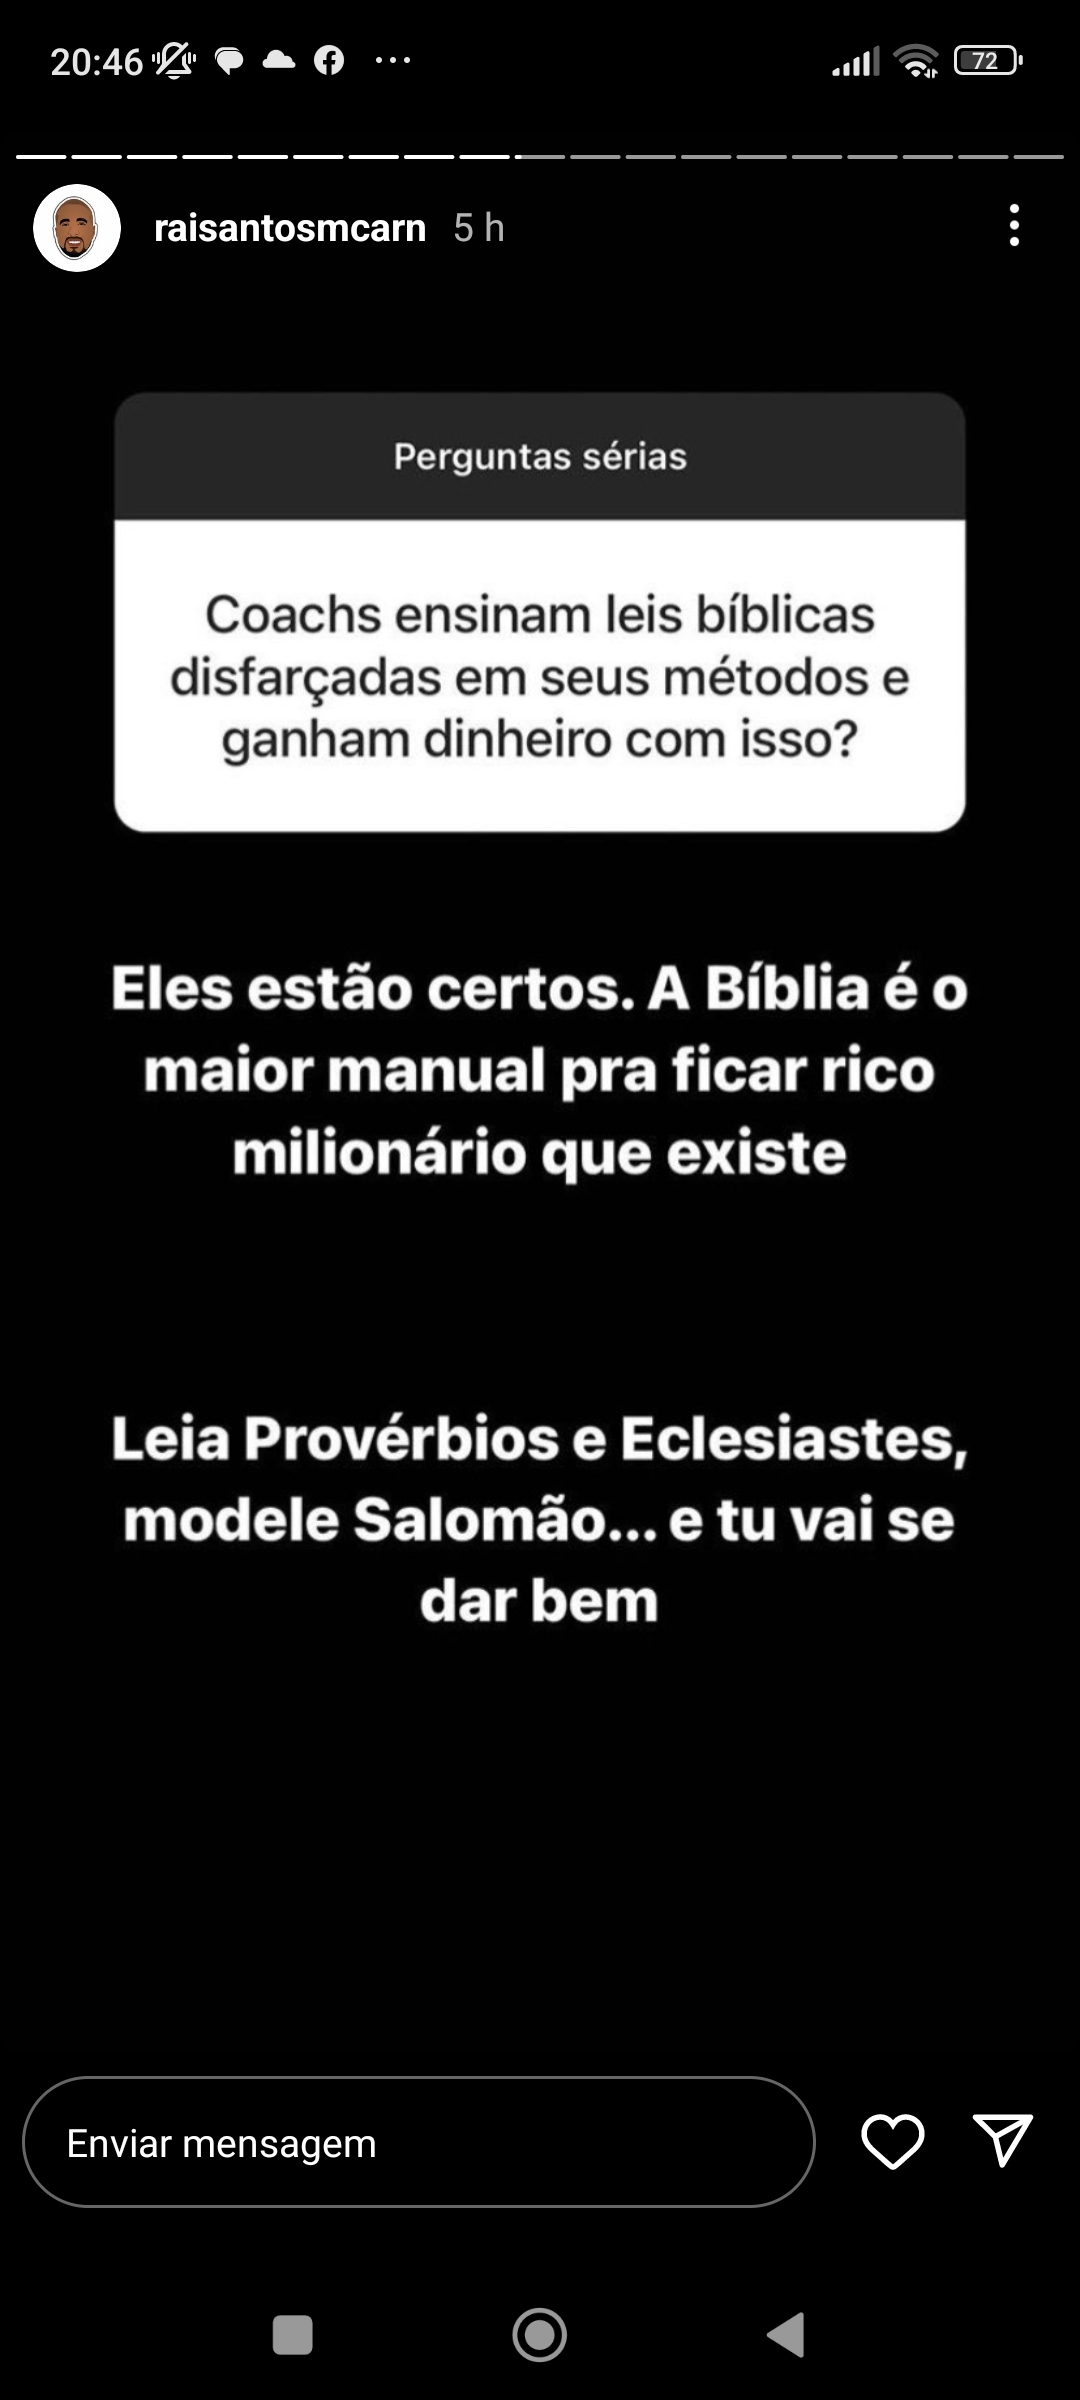 20:46
72
raisantosmcarn 5 h
Perguntas sérias
Coachs ensinam leis bíblicas
disfarçadas em seus métodos e
ganham dinheiro com isso?
Eles estão certos. A Bíblia é o
maior manual pra ficar rico
milionário que existe
Leia Provérbios e Eclesiastes,
modele Salomão... e tu vai se
dar bem
Enviar mensagem